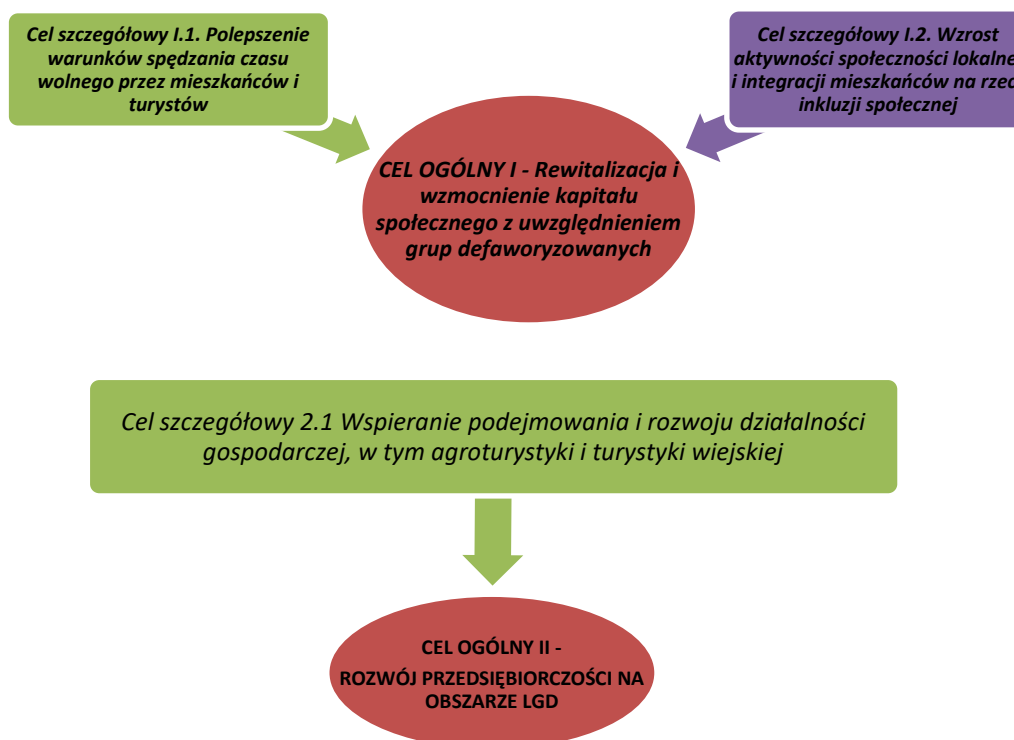 Cel szczegółowy I.1. Polepszenie
warunków spędzania czasu
wolnego przez mieszkańców i
turystów
Cel szczegółowy I.2. Wzrost
aktywności społeczności lokalne
i integracji mieszkańców na rzec
inkluzji społecznej
CEL OGÓLNY I - Rewitalizacja i
wzmocnienie kapitału
społecznego z uwzględnieniem
grup defaworyzowanych
Cel szczegółowy 2.1 Wspieranie podejmowania i rozwoju działalności
gospodarczej, w tym agroturystyki i turystyki wiejskiej
CEL OGÓLNY II -
ROZWÓJ PRZEDSIĘBIORCZOŚCI NA
OBSZARZE LGD